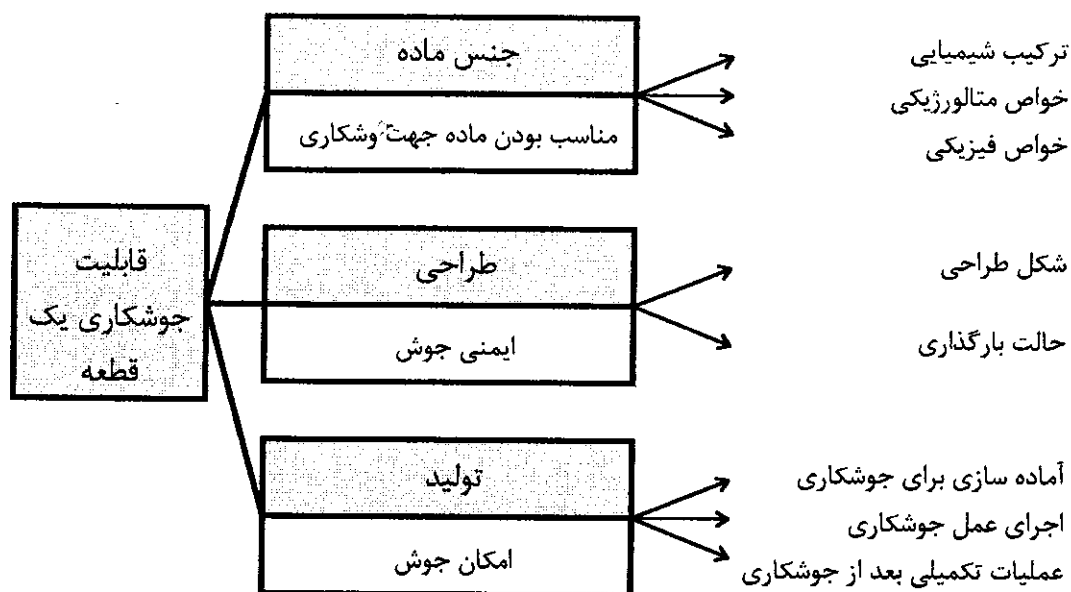 جنس ماده
مناسب بودن ماده جهت وشکاری
ترکیب شیمیایی
خواص متالورژیکی
خواص فیزیکی
قابلیت
جوشکاری یک
قطعه
طراحی
ایمنی جوش
شکل طراحی
حالت بارگذاری
تولید
امکان جوش
آماده سازی برای جوشکاری
اجرای عمل جوشکاری
عملیات تکمیلی بعد از جوشکاری